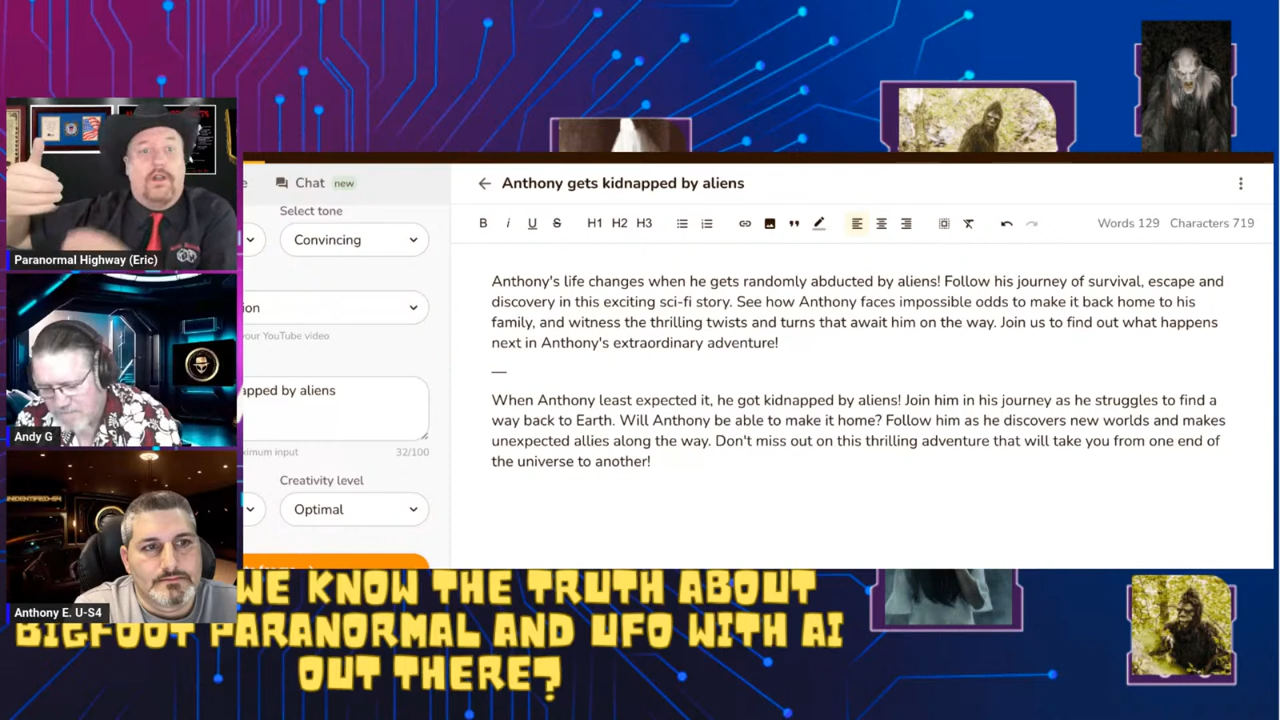 Paranormal Highway (Eric)
Andy G
UNIDENTIFIED-S4
Anthony E. U-S4
e
Chat new
Select tone
Convincing
ion
your YouTube video
apped by aliens
ximum input 32/100
Creativity level
Optimal
Anthony gets kidnapped by aliens
B i U S H1 H2 H3 Words 129 Characters 719
Anthony's life changes when he gets randomly abducted by aliens! Follow his journey of survival, escape and
discovery in this exciting sci-fi story. See how Anthony faces impossible odds to make it back home to his
family, and witness the thrilling twists and turns that await him on the way. Join us to find out what happens
next in Anthony's extraordinary adventure!
—
When Anthony least expected it, he got kidnapped by aliens! Join him in his journey as he struggles to find a
way back to Earth. Will Anthony be able to make it home? Follow him as he discovers new worlds and makes
unexpected allies along the way. Don't miss out on this thrilling adventure that will take you from one end of
the universe to another!
WE KNOW THE TRUTH ABOUT
BIGFOOT PARANORMAL AND UFO WITH AI
OUT THERE?